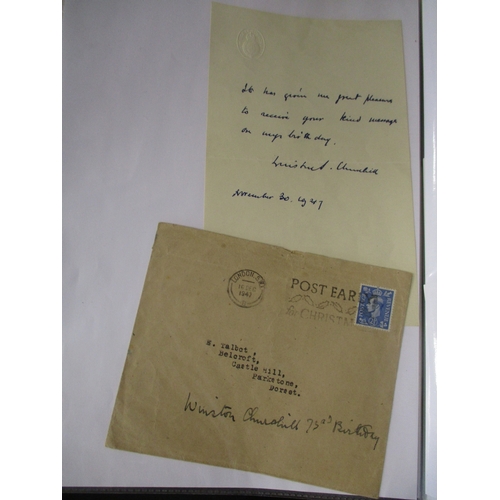 It has given me great pleasure
to receive your kind message
on my birthday.
Winston S. Churchill
November 30. 1947
LONDON
1947
POST EARLY
CHRISTMAS
E. Talbot,
Belcroft,
Castle Hill,
Parkstone,
Dorset.
Winston Churchill 73rd Birthday